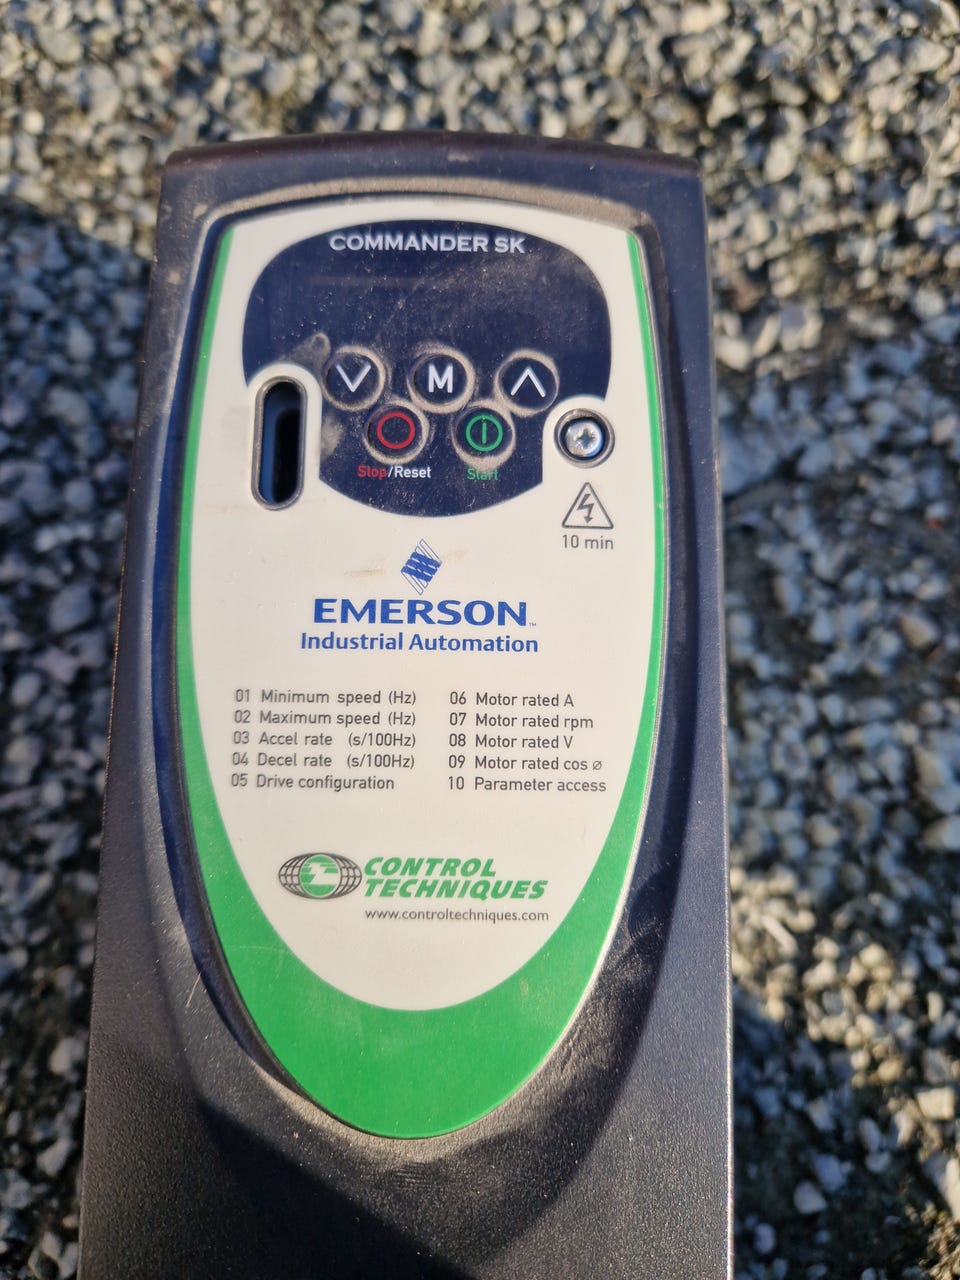 COMMANDER SK
M
Stop/Reset
Start
10 min
EMERSON™
Industrial Automation
01 Minimum speed (Hz)
02 Maximum speed (Hz)
03 Accel rate (s/100Hz)
04 Decel rate (s/100Hz)
05 Drive configuration
06 Motor rated A
07 Motor rated rpm
08 Motor rated V
09 Motor rated cos ø
10 Parameter access
CONTROL
TECHNIQUES
www.controltechniques.com